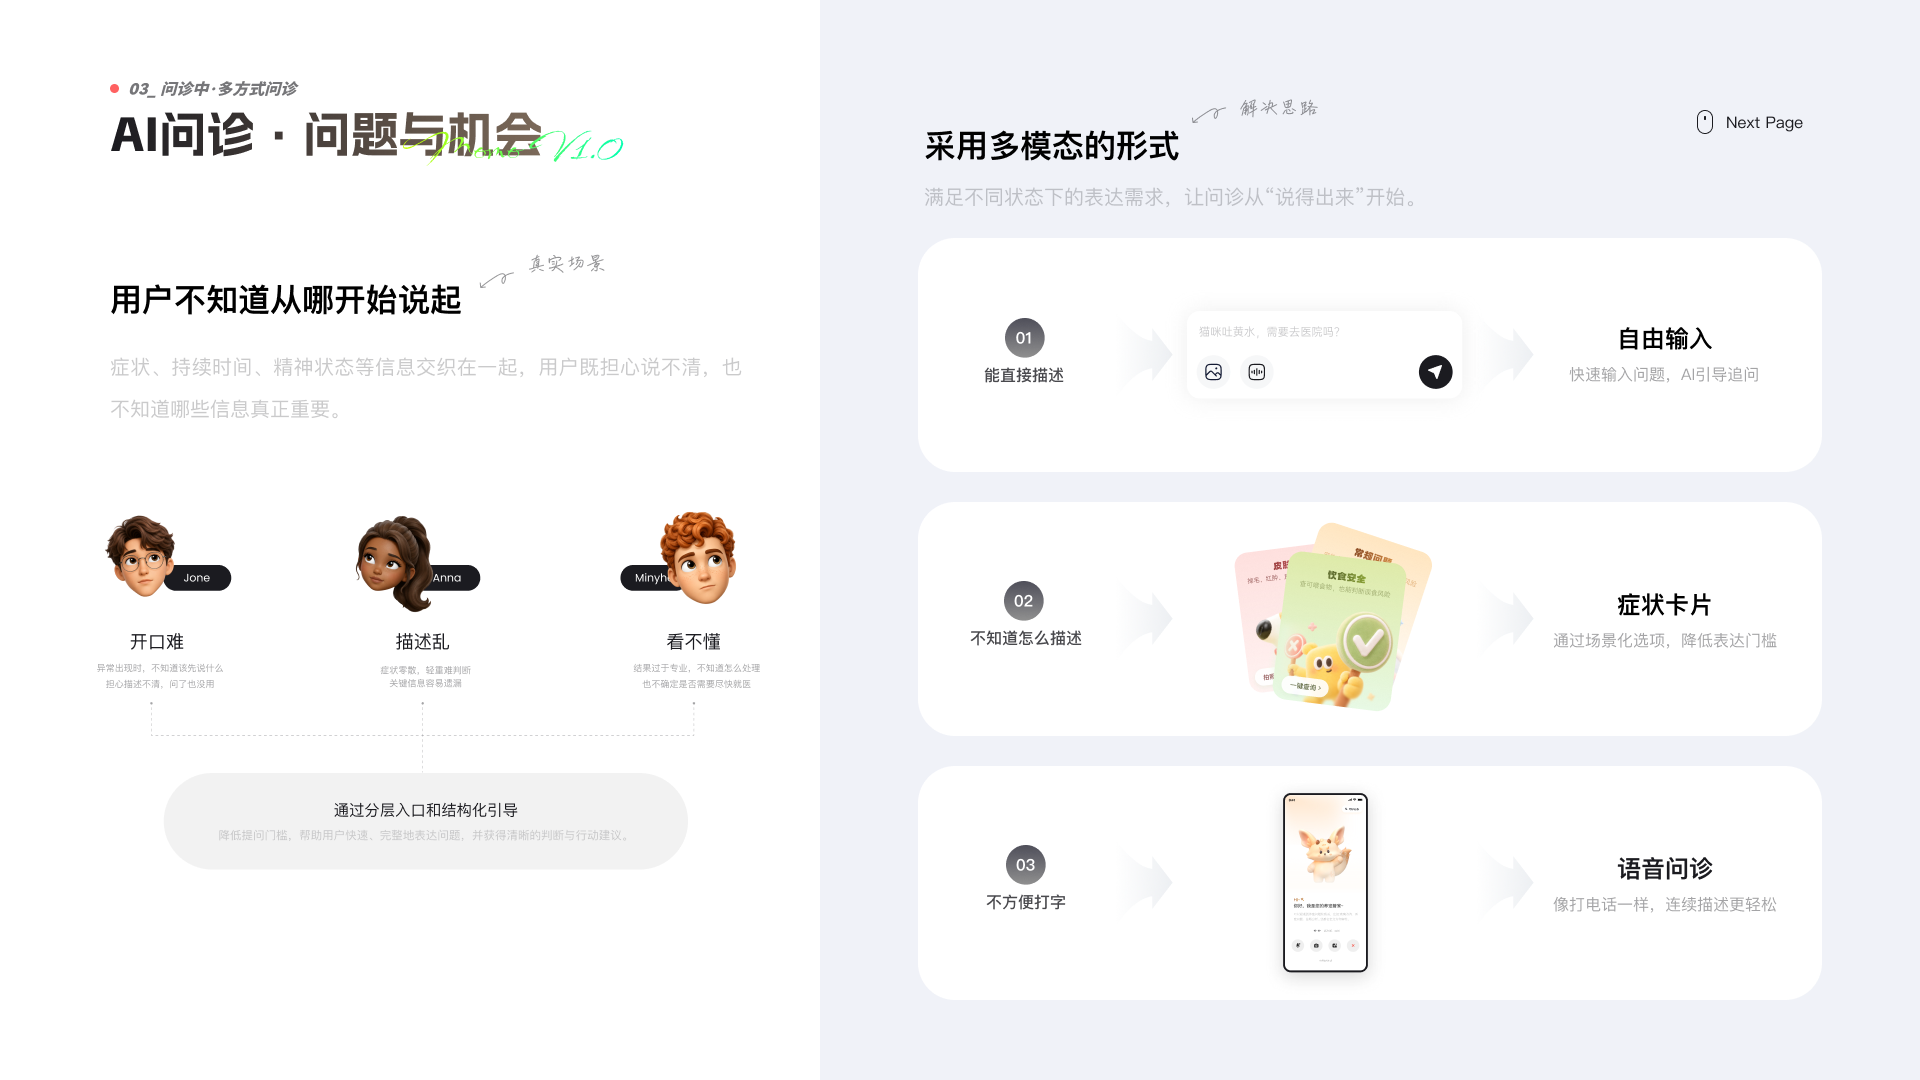 03_ 问诊中·多方式问诊
AI问诊 · 问题与机会
Memo V1.0
真实场景
用户不知道从哪开始说起
症状、持续时间、精神状态等信息交织在一起，用户既担心说不清，也
不知道哪些信息真正重要。
Jone
Anna
Minyh
开口难
异常出现时，不知道该先说什么
担心描述不清，问了也没用
描述乱
症状零散，轻重难判断
关键信息容易遗漏
看不懂
结果过于专业，不知道怎么处理
也不确定是否需要尽快就医
通过分层入口和结构化引导
降低提问门槛，帮助用户快速、完整地表达问题，并获得清晰的判断与行动建议。
解决思路
采用多模态的形式
Next Page
满足不同状态下的表达需求，让问诊从“说得出来”开始。
01
能直接描述
猫咪吐黄水，需要去医院吗？
自由输入
快速输入问题，AI引导追问
02
不知道怎么描述
常规问题
饮食安全
一键查询 ›
症状卡片
通过场景化选项，降低表达门槛
03
不方便打字
语音问诊
像打电话一样，连续描述更轻松